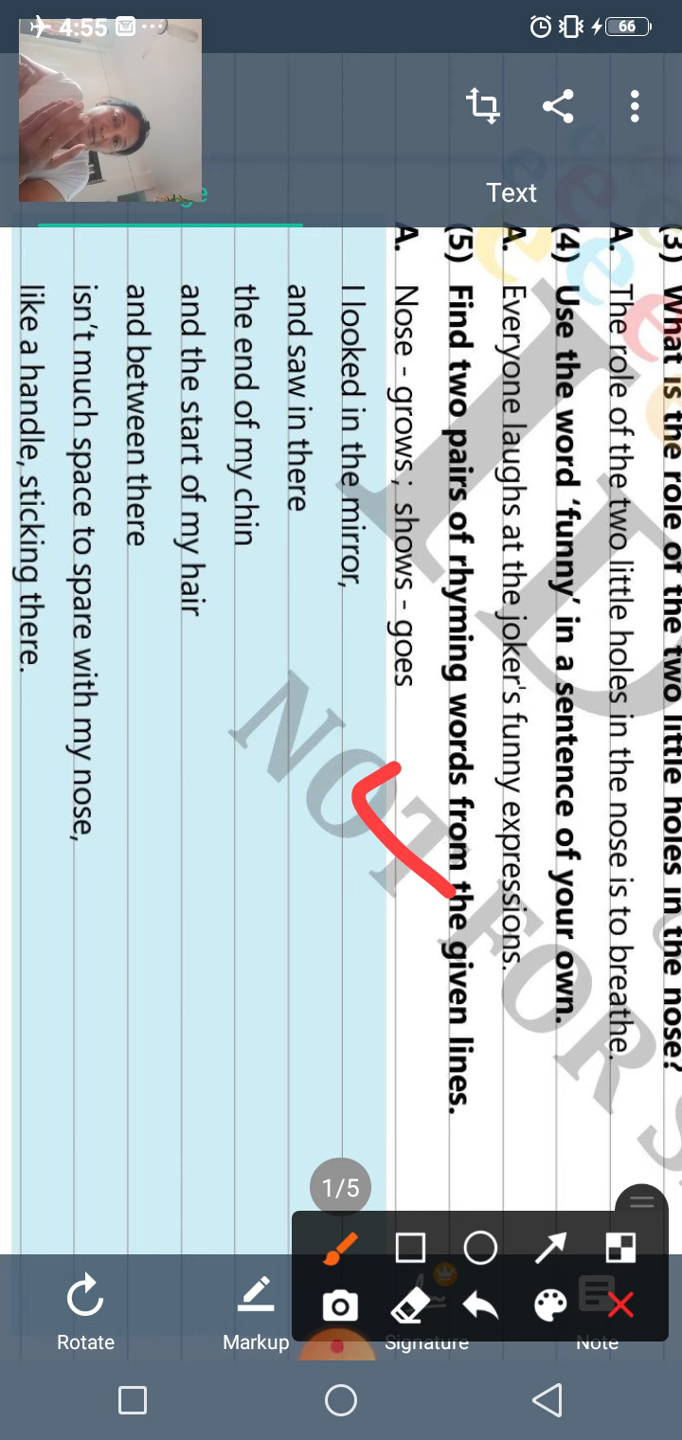 4:55
66
Text
(3) What is the role of the two little holes in the nose?
A. The role of the two little holes in the nose is to breathe.
(4) Use the word 'funny' in a sentence of your own.
A. Everyone laughs at the joker's funny expressions.
(5) Find two pairs of rhyming words from the given lines.
A. Nose - grows ; shows - goes
I looked in the mirror,
and saw in there
the end of my chin
and the start of my hair
and between there
isn't much space to spare with my nose,
like a handle, sticking there.
NOT FOR
1/5
Rotate
Markup
Signature
Note